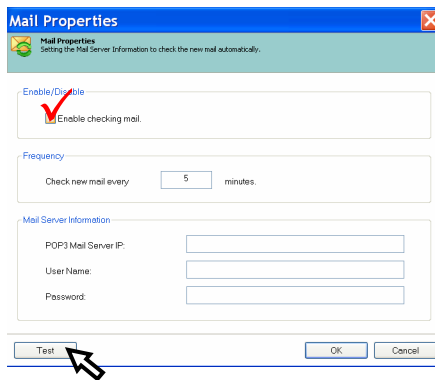 Mail Properties
Mail Properties
Setting the Mail Server Information to check the new mail automatically.
Enable/Disable
Enable checking mail.
Frequency
Check new mail every 5 minutes.
Mail Server Information
POP3 Mail Server IP:
User Name:
Password:
Test OK Cancel